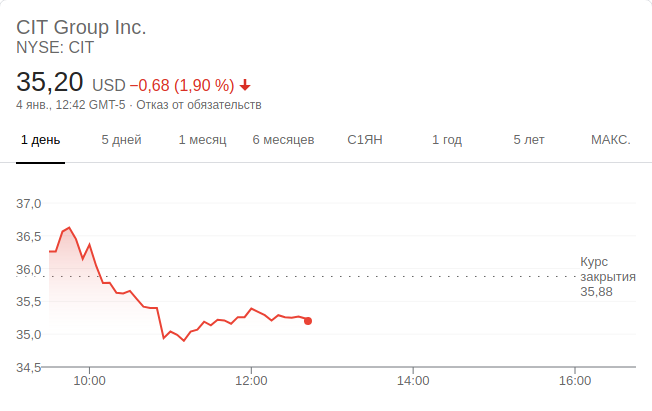 CIT Group Inc.
NYSE: CIT
35,20 USD −0,68 (1,90 %)
4 янв., 12:42 GMT-5 · Отказ от обязательств
1 день 5 дней 1 месяц 6 месяцев С1ЯН 1 год 5 лет МАКС.
37,0
36,5
36,0
Курс
закрытия
35,88
35,5
35,0
34,5
10:00 12:00 14:00 16:00